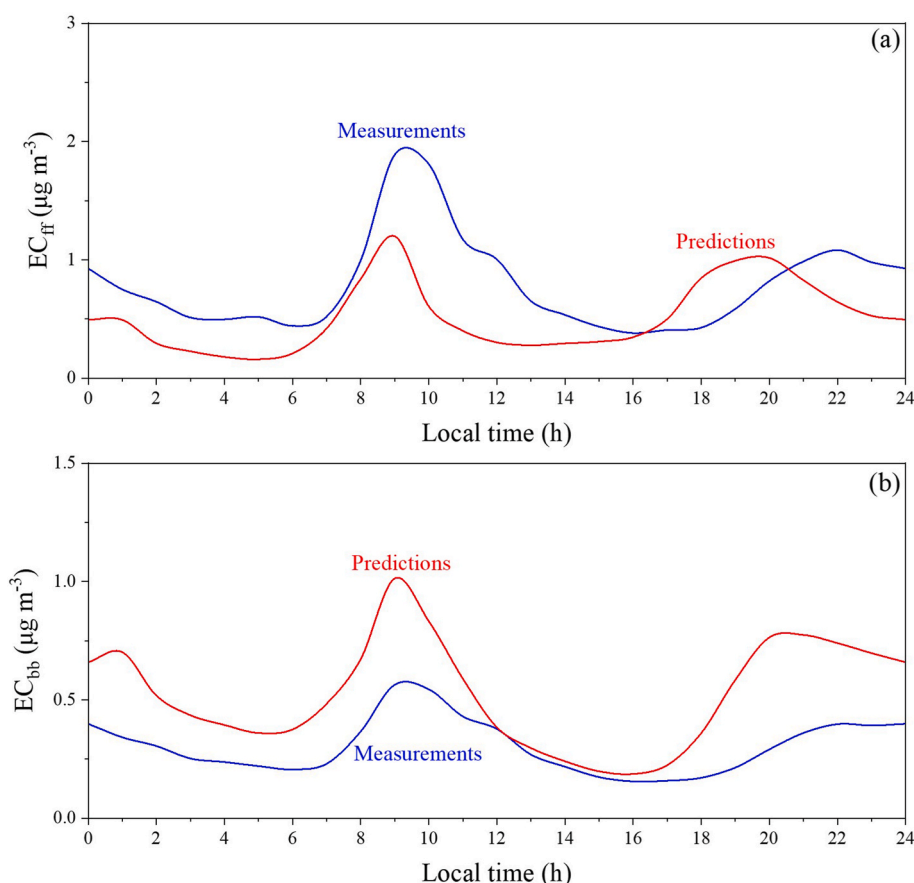 (a)
3
2
1
0
EC_ff (µg m⁻³)
Measurements
Predictions
0 2 4 6 8 10 12 14 16 18 20 22 24
Local time (h)
(b)
1.5
1.0
0.5
0.0
EC_bb (µg m⁻³)
Predictions
Measurements
0 2 4 6 8 10 12 14 16 18 20 22 24
Local time (h)